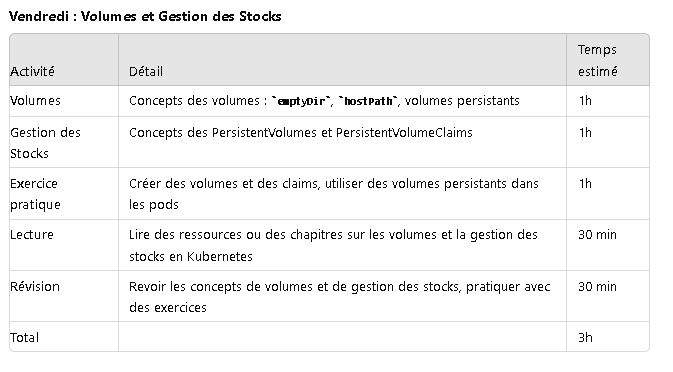 Vendredi : Volumes et Gestion des Stocks
Temps
estimé
Activité
Détail
Volumes
Concepts des volumes : `emptyDir`, `hostPath`, volumes persistants
1h
Gestion des
Stocks
Concepts des PersistentVolumes et PersistentVolumeClaims
1h
Exercice
pratique
Créer des volumes et des claims, utiliser des volumes persistants dans
les pods
1h
Lecture
Lire des ressources ou des chapitres sur les volumes et la gestion des
stocks en Kubernetes
30 min
Révision
Revoir les concepts de volumes et de gestion des stocks, pratiquer avec
des exercices
30 min
Total
3h